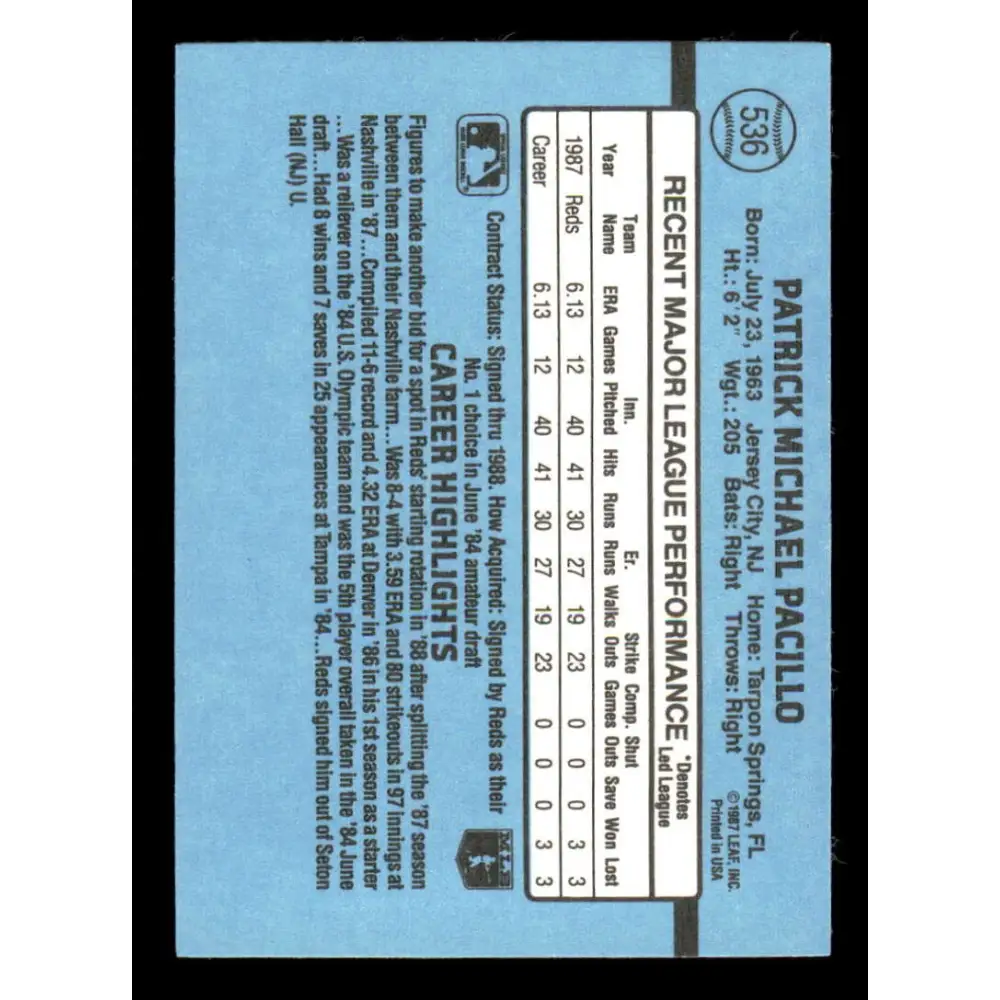 536
PATRICK MICHAEL PACILLO
Born: July 23, 1963 Jersey City, NJ Home: Tarpon Springs, FL
Ht.: 6'2" Wgt.: 205 Bats: Right Throws: Right
©1987 LEAF, INC.
Printed in USA
RECENT MAJOR LEAGUE PERFORMANCE *Denotes
Led League
Team Inn. Er. Strike Comp. Shut
Year Name ERA Games Pitched Hits Runs Runs Walks Outs Games Outs Save Won Lost
1987 Reds 6.13 12 40 41 30 27 19 23 0 0 0 3 3
Career 6.13 12 40 41 30 27 19 23 0 0 0 3 3
Contract Status: Signed thru 1988. How Acquired: Signed by Reds as their
No. 1 choice in June '84 amateur draft
MLB
CAREER HIGHLIGHTS
Figures to make another bid for a spot in Reds' starting rotation in '88 after splitting the '87 season
between them and their Nashville farm...Was 8-4 with 3.59 ERA and 80 strikeouts in 97 innings at
Nashville in '87...Compiled 11-6 record and 4.32 ERA at Denver in '86 in his 1st season as a starter
...Was a reliever on the '84 U.S. Olympic team and was the 5th player overall taken in the '84 June
draft...Had 8 wins and 7 saves in 25 appearances at Tampa in '84...Reds signed him out of Seton
Hall (NJ) U.